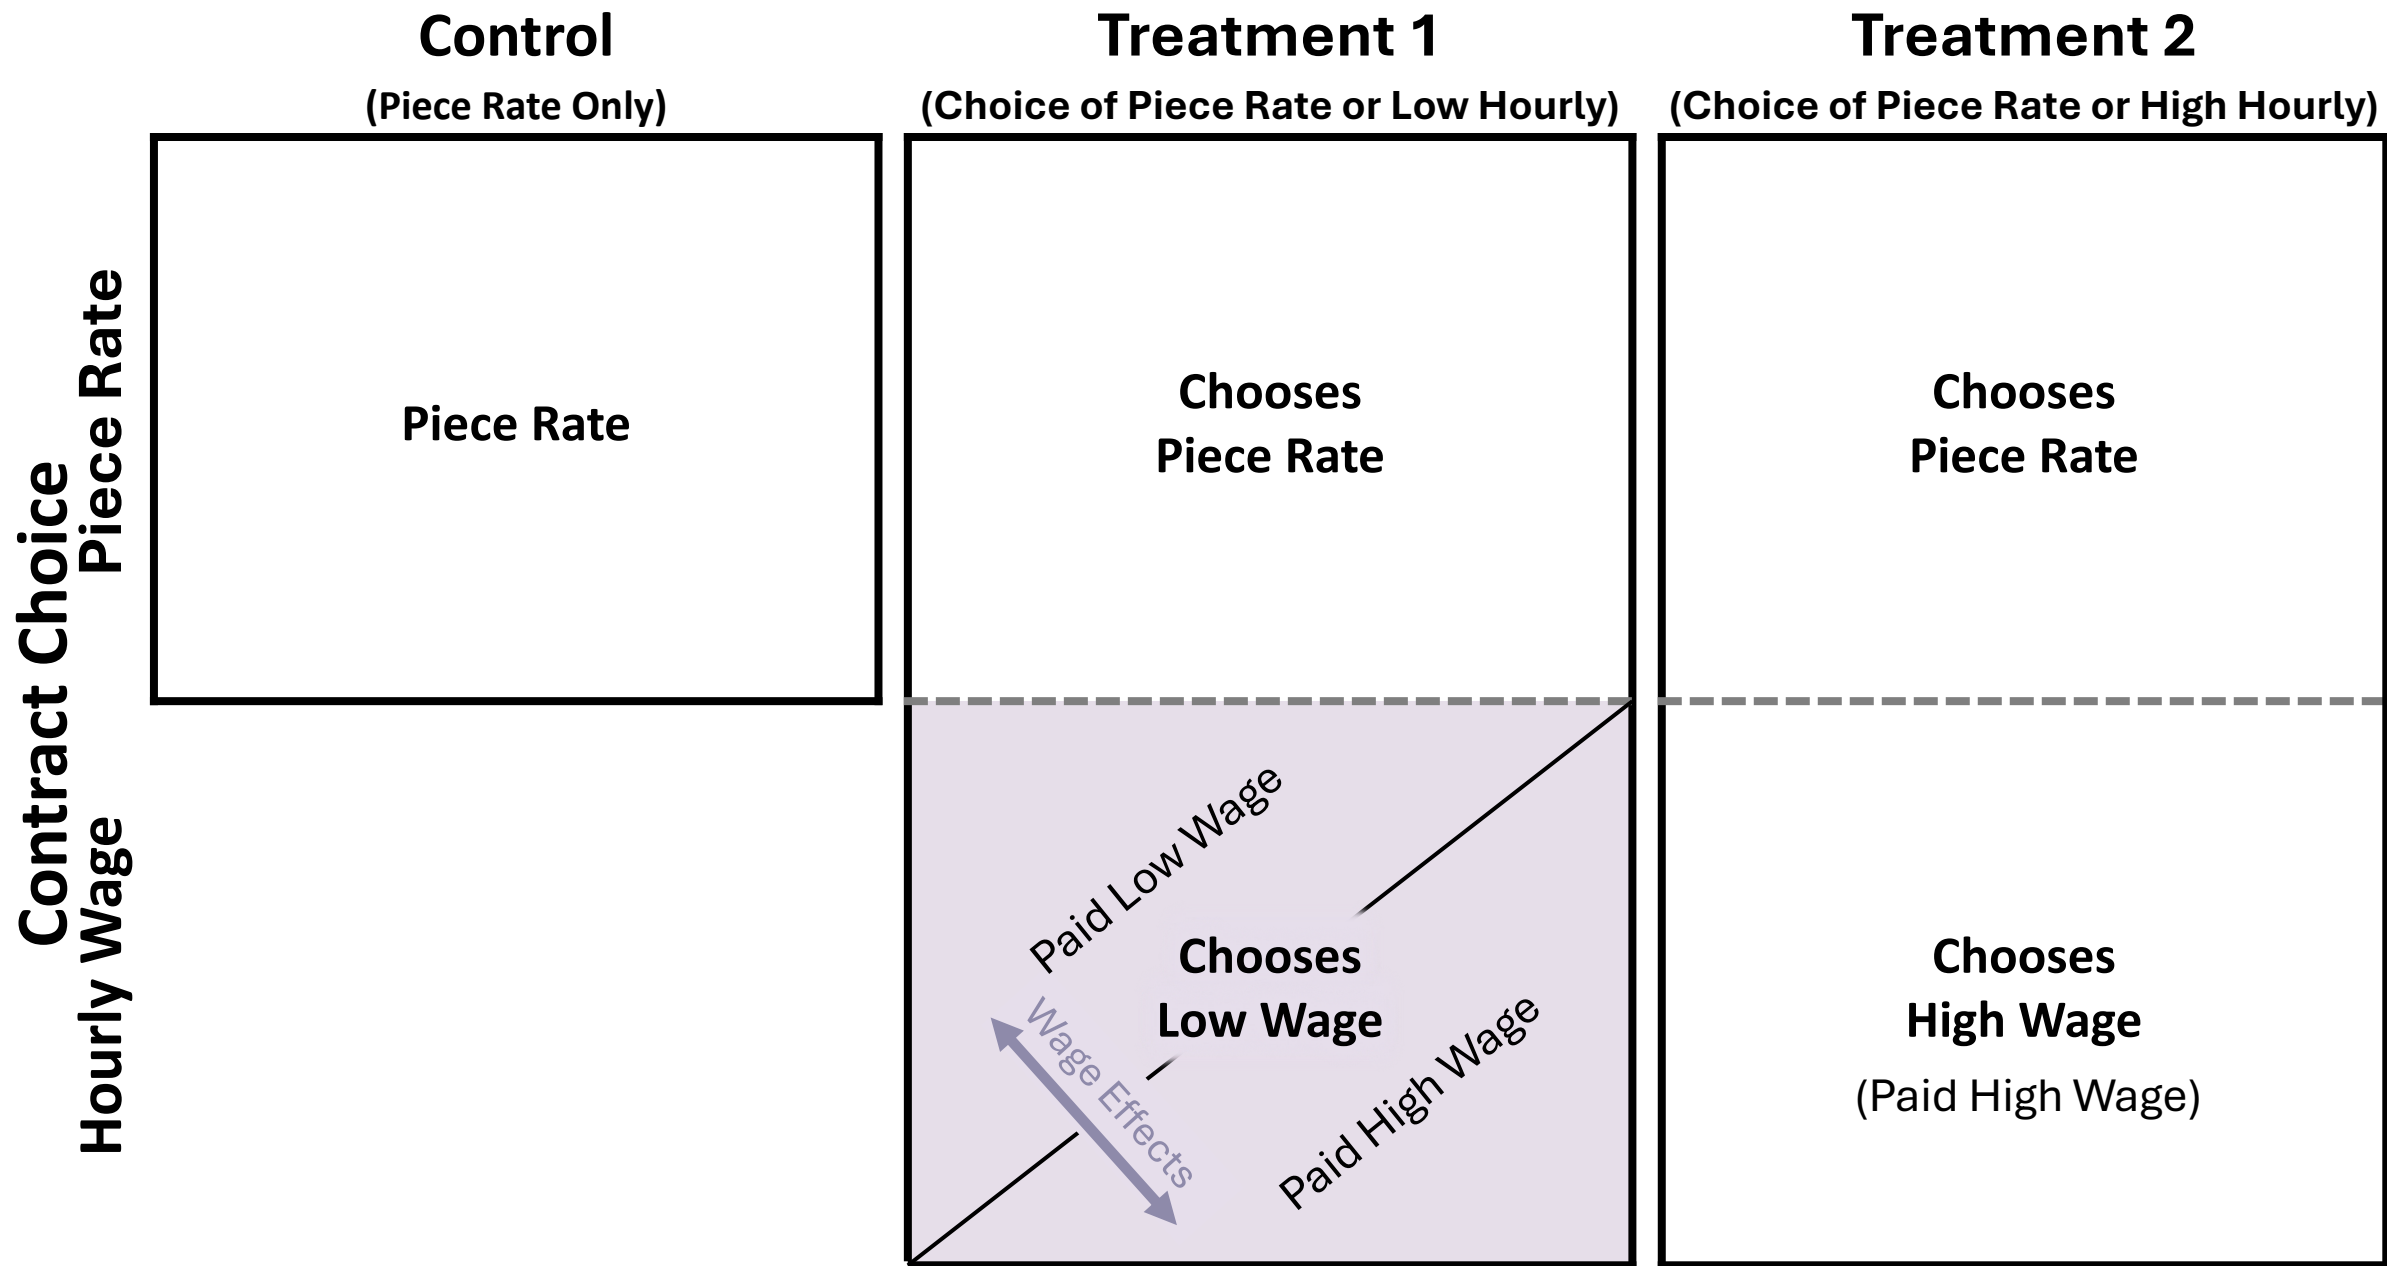 Control
Treatment 1
Treatment 2
(Piece Rate Only)
(Choice of Piece Rate or Low Hourly)
(Choice of Piece Rate or High Hourly)
Contract Choice
Piece Rate
Hourly Wage
Piece Rate
Chooses
Piece Rate
Chooses
Piece Rate
Paid Low Wage
Chooses
Low Wage
Wage Effects
Paid High Wage
Chooses
High Wage
(Paid High Wage)